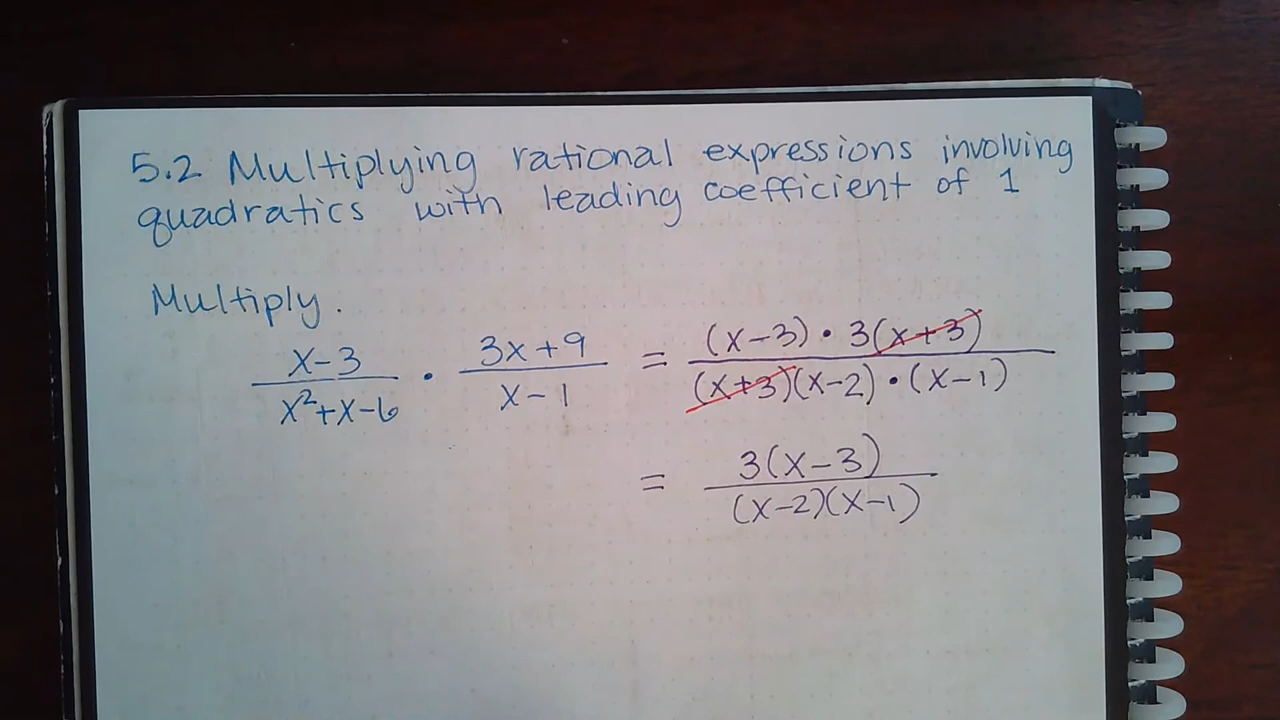 5.2 Multiplying rational expressions involving
quadratics with leading coefficient of 1
Multiply.
x-3 / x²+x-6 · 3x+9 / x-1 = (x-3)·3(x+3) / (x+3)(x-2)·(x-1)
= 3(x-3) / (x-2)(x-1)